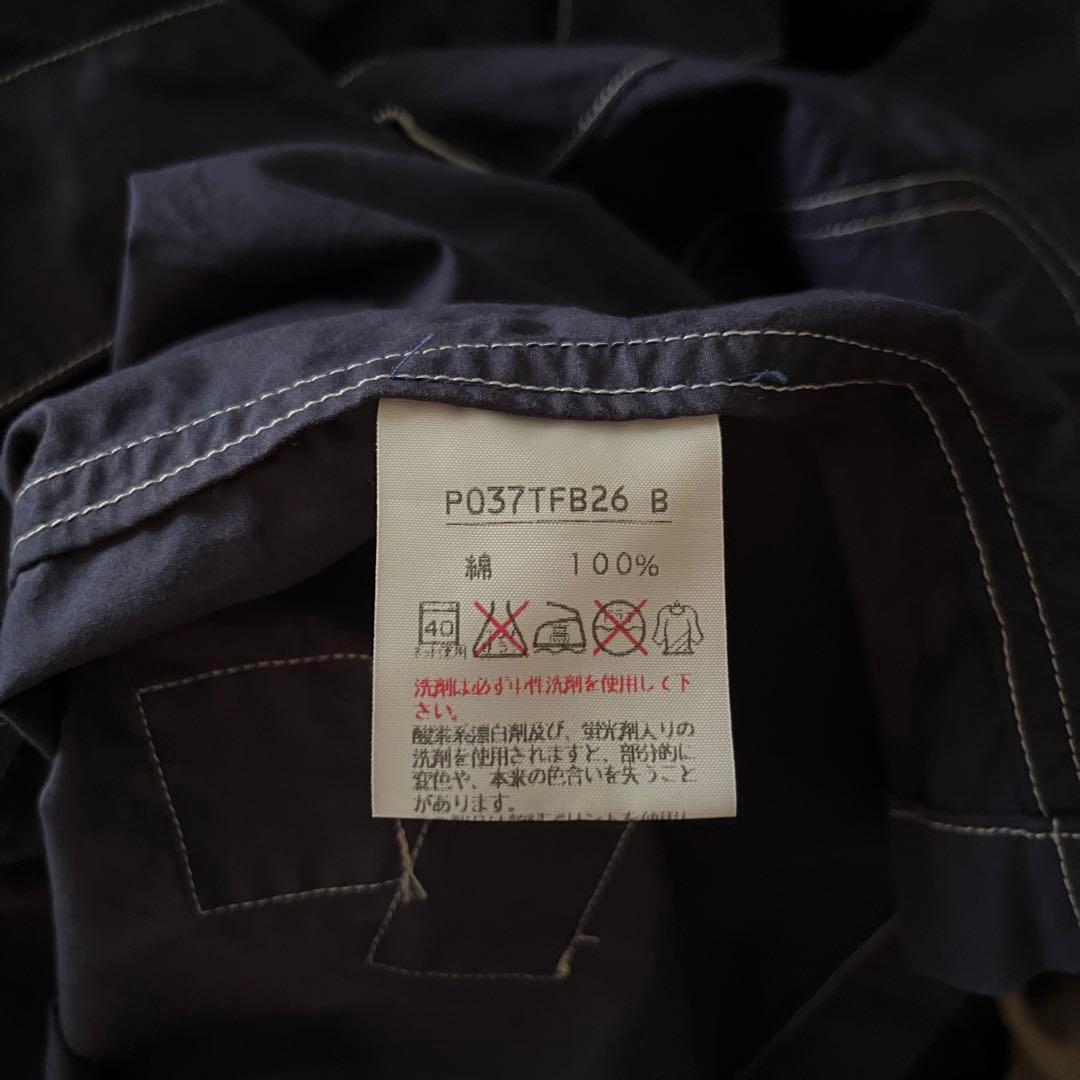 P037TFB26 B
綿 100%
40
ネット使用
洗剤は必ず中性洗剤を使用して下
さい。
酸素系漂白剤及び、蛍光剤入りの
洗剤を使用されますと、部分的に
変色や、本来の色合いを失うこと
があります。